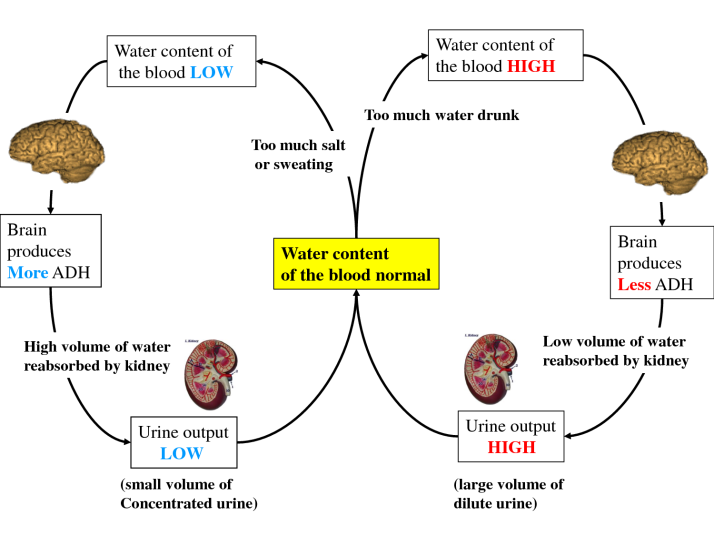 Water content of
the blood LOW
Water content of
the blood HIGH
Too much water drunk
Too much salt
or sweating
Brain
produces
More ADH
Water content
of the blood normal
Brain
produces
Less ADH
High volume of water
reabsorbed by kidney
L Kidney
L Kidney
Low volume of water
reabsorbed by kidney
Urine output
LOW
Urine output
HIGH
(small volume of
Concentrated urine)
(large volume of
dilute urine)